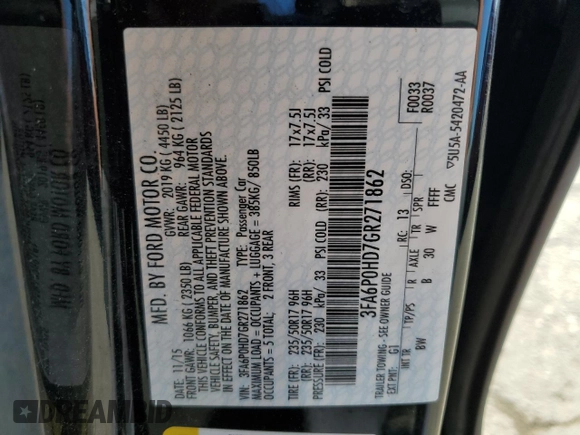 MFD. BY FORD MOTOR CO.
DATE: 11/15 GVWR: 2019 KG ( 4450 LB)
FRONT GAWR: 1066 KG ( 2350 LB) REAR GAWR: 964 KG ( 2125 LB)
THIS VEHICLE CONFORMS TO ALL APPLICABLE FEDERAL MOTOR
VEHICLE SAFETY, BUMPER, AND THEFT PREVENTION STANDARDS
IN EFFECT ON THE DATE OF MANUFACTURE SHOWN ABOVE.
VIN: 3FA6P0HD7GR271862 TYPE: Passenger Car
MAXIMUM LOAD = OCCUPANTS + LUGGAGE = 385KG/ 850LB
OCCUPANTS = 5 TOTAL; 2 FRONT, 3 REAR
TIRES (FR): 235/50R17 96H RIMS (FR): 17x7.5J
(RR): 235/50R17 96H (RR): 17x7.5J
PRESSURE (FR): 230 kPa/ 33 PSI COLD (RR): 230 kPa/ 33 PSI COLD
3FA6P0HD7GR271862
TRAILER TOWING - SEE OWNER GUIDE
F0033
R0037
EXT PNT: G1 RC: 13 DSO:
INT TR TP/PS R AXLE TR SPR
BW B 30 W FFFF
CMC ▽5U5A-5420472-AA
DREAMBID